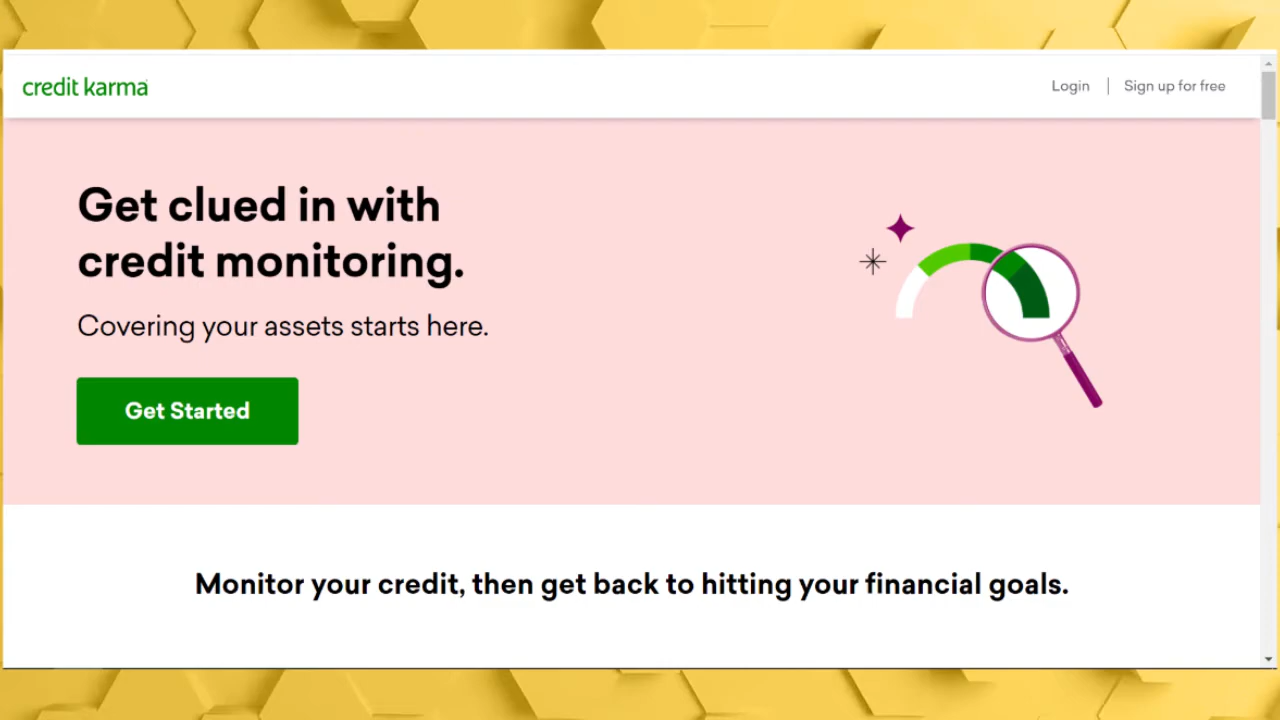 credit karma
Login | Sign up for free
Get clued in with
credit monitoring.
Covering your assets starts here.
Get Started
Monitor your credit, then get back to hitting your financial goals.